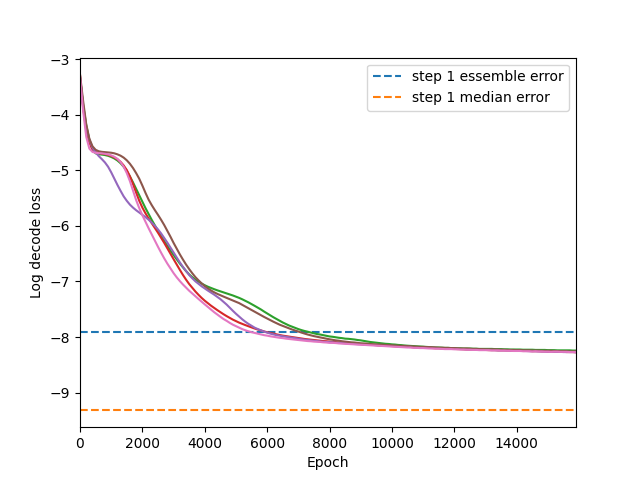 step 1 essemble error
step 1 median error
Log decode loss
−3
−4
−5
−6
−7
−8
−9
0 2000 4000 6000 8000 10000 12000 14000
Epoch